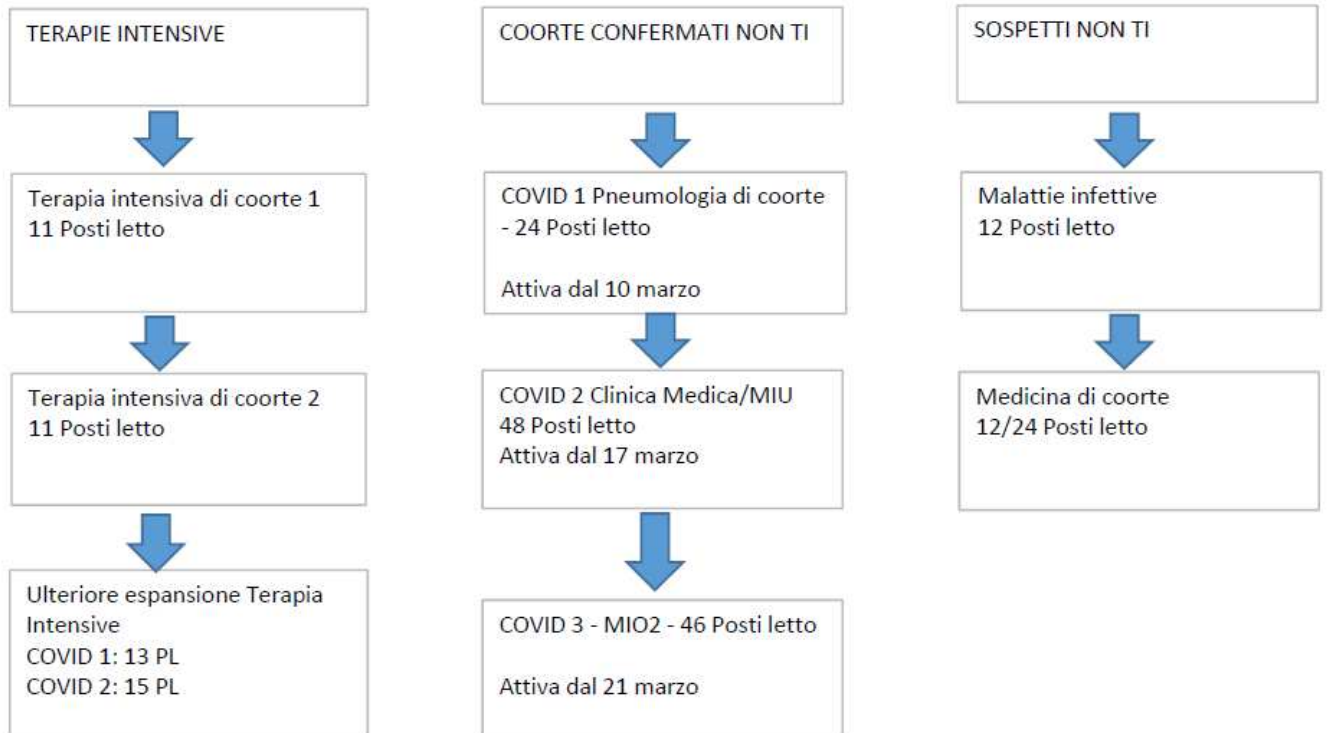 TERAPIE INTENSIVE
Terapia intensiva di coorte 1
11 Posti letto
Terapia intensiva di coorte 2
11 Posti letto
Ulteriore espansione Terapia
Intensive
COVID 1: 13 PL
COVID 2: 15 PL
COORTE CONFERMATI NON TI
COVID 1 Pneumologia di coorte
- 24 Posti letto
Attiva dal 10 marzo
COVID 2 Clinica Medica/MIU
48 Posti letto
Attiva dal 17 marzo
COVID 3 - MIO2 - 46 Posti letto
Attiva dal 21 marzo
SOSPETTI NON TI
Malattie infettive
12 Posti letto
Medicina di coorte
12/24 Posti letto